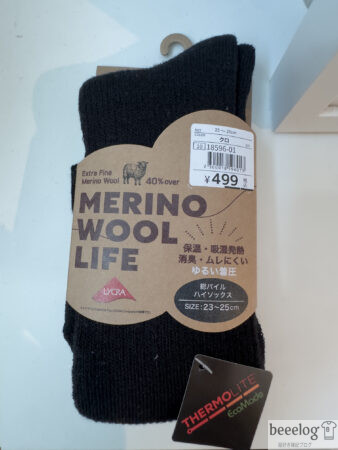 23～25cm
クロ
18596-01
¥499
Extra Fine
Merino Wool
40%over
MERINO
WOOL
LIFE
保温・吸湿発熱
消臭・ムレにくい
ゆるい着圧
総パイル
ハイソックス
SIZE:23～25cm
LYCRA
THERMOLITE
EcoMade
beeelog